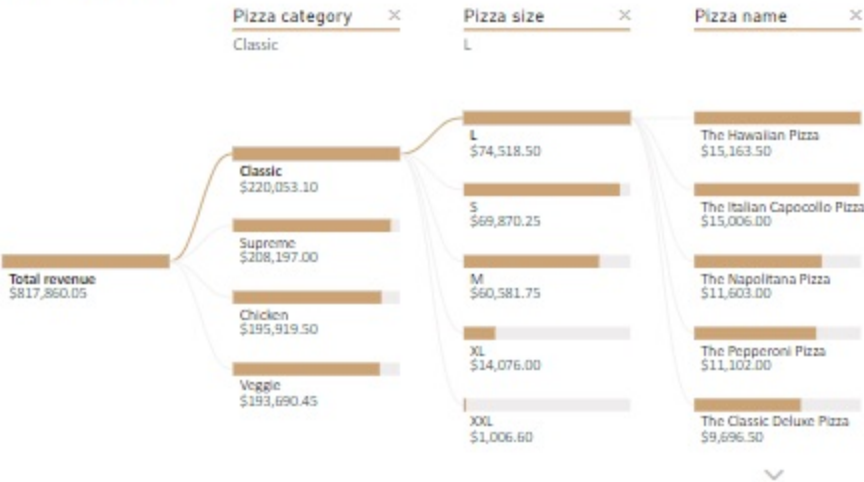 Pizza category
Classic
Pizza size
L
Pizza name
Total revenue
$817,860.05
Classic
$220,053.10
Supreme
$208,197.00
Chicken
$195,919.50
Veggie
$193,690.45
L
$74,518.50
S
$69,870.25
M
$60,581.75
XL
$14,076.00
XXL
$1,006.60
The Hawaiian Pizza
$15,163.50
The Italian Capocollo Pizza
$15,006.00
The Napolitana Pizza
$11,603.00
The Pepperoni Pizza
$11,102.00
The Classic Deluxe Pizza
$9,696.50